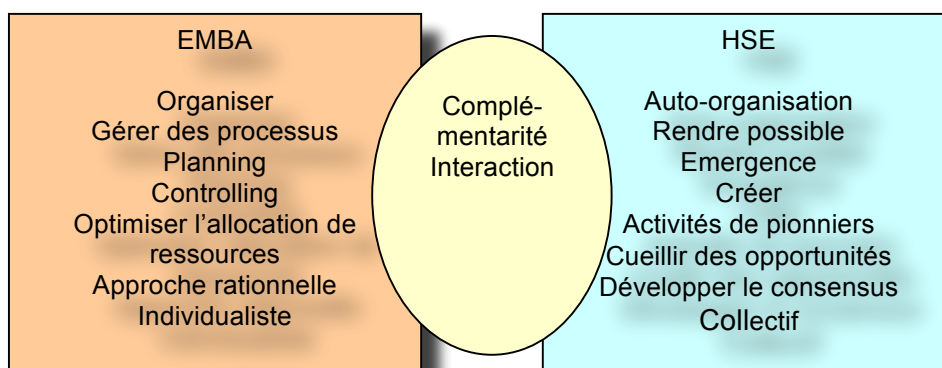 EMBA
Organiser
Gérer des processus
Planning
Controlling
Optimiser l’allocation de
ressources
Approche rationnelle
Individualiste
Complé-
mentarité
Interaction
HSE
Auto-organisation
Rendre possible
Emergence
Créer
Activités de pionniers
Cueillir des opportunités
Développer le consensus
Collectif